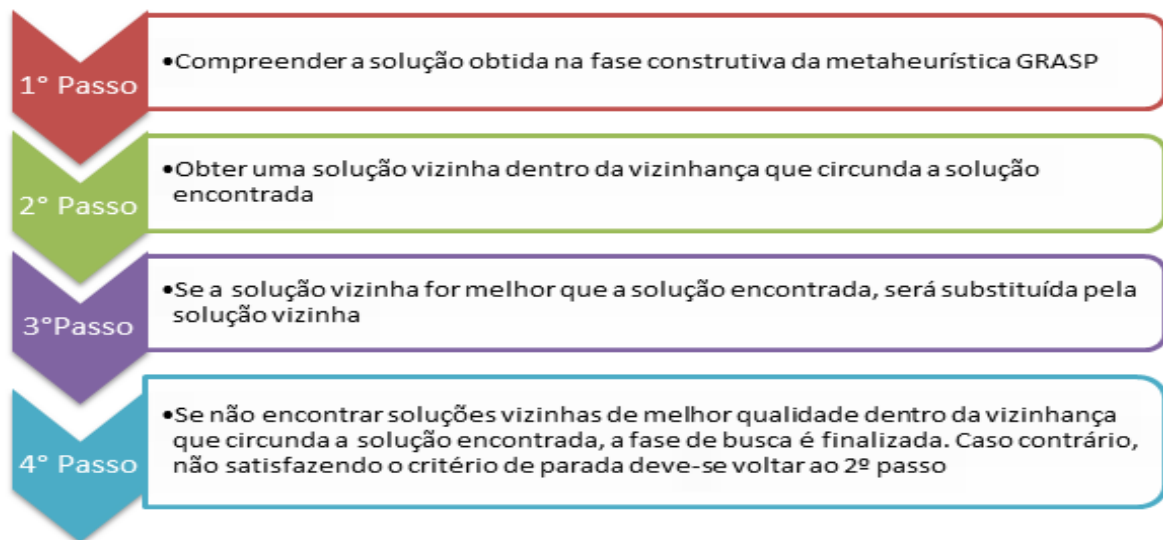 1° Passo
•Compreender a solução obtida na fase construtiva da metaheurística GRASP
2° Passo
•Obter uma solução vizinha dentro da vizinhança que circunda a solução
encontrada
3°Passo
•Se a solução vizinha for melhor que a solução encontrada, será substituída pela
solução vizinha
4° Passo
•Se não encontrar soluções vizinhas de melhor qualidade dentro da vizinhança
que circunda a solução encontrada, a fase de busca é finalizada. Caso contrário,
não satisfazendo o critério de parada deve-se voltar ao 2º passo